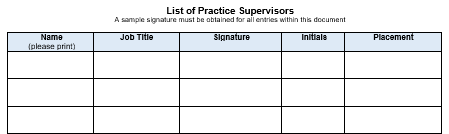 List of Practice Supervisors
A sample signature must be obtained for all entries within this document
Name Job Title Signature Initials Placement
(please print)